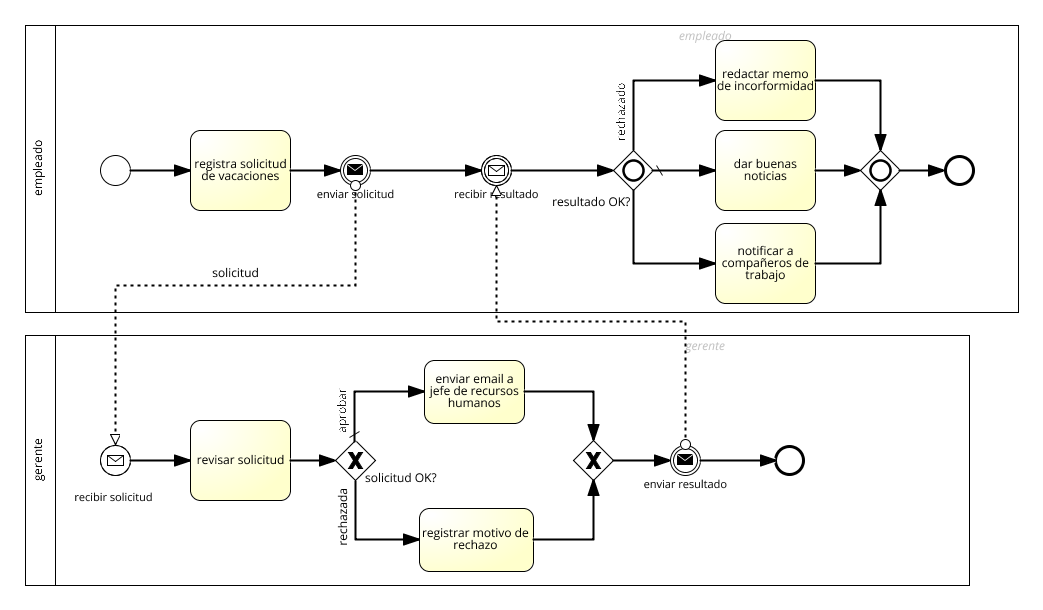 empleado
empleado
redactar memo
de incorformidad
rechazado
registra solicitud
de vacaciones
dar buenas
noticias
enviar solicitud
recibir resultado
resultado OK?
notificar a
compañeros de
trabajo
solicitud
gerente
gerente
enviar email a
jefe de recursos
humanos
aprobar
revisar solicitud
solicitud OK?
recibir solicitud
enviar resultado
rechazada
registrar motivo de
rechazo